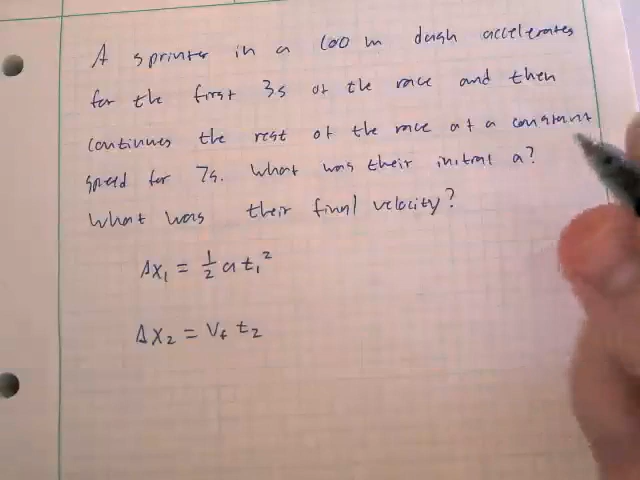 A sprinter in a 100 m dash accelerates
for the first 3s of the race and then
continues the rest of the race at a constant
speed for 7s. What was their initial a?
What was their final velocity?
Δx₁ = 1/2 a t₁²
Δx₂ = V_f t₂